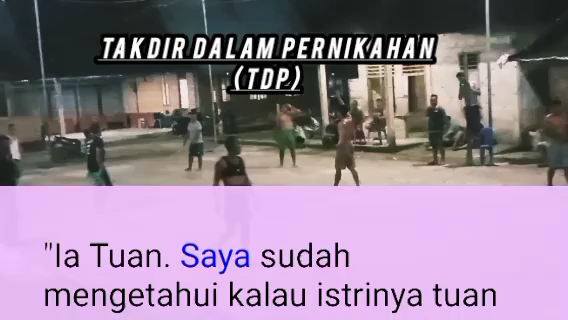 TAKDIR DALAM PERNIKAHAN
(TDP)
"Ia Tuan. Saya sudah
mengetahui kalau istrinya tuan